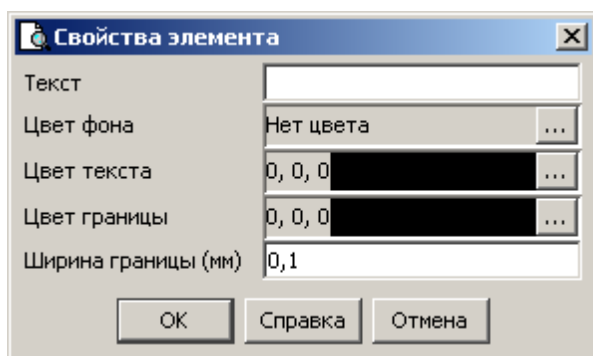 Свойства элемента
Текст
Цвет фона Нет цвета ...
Цвет текста 0, 0, 0 ...
Цвет границы 0, 0, 0 ...
Ширина границы (мм) 0,1
ОК Справка Отмена